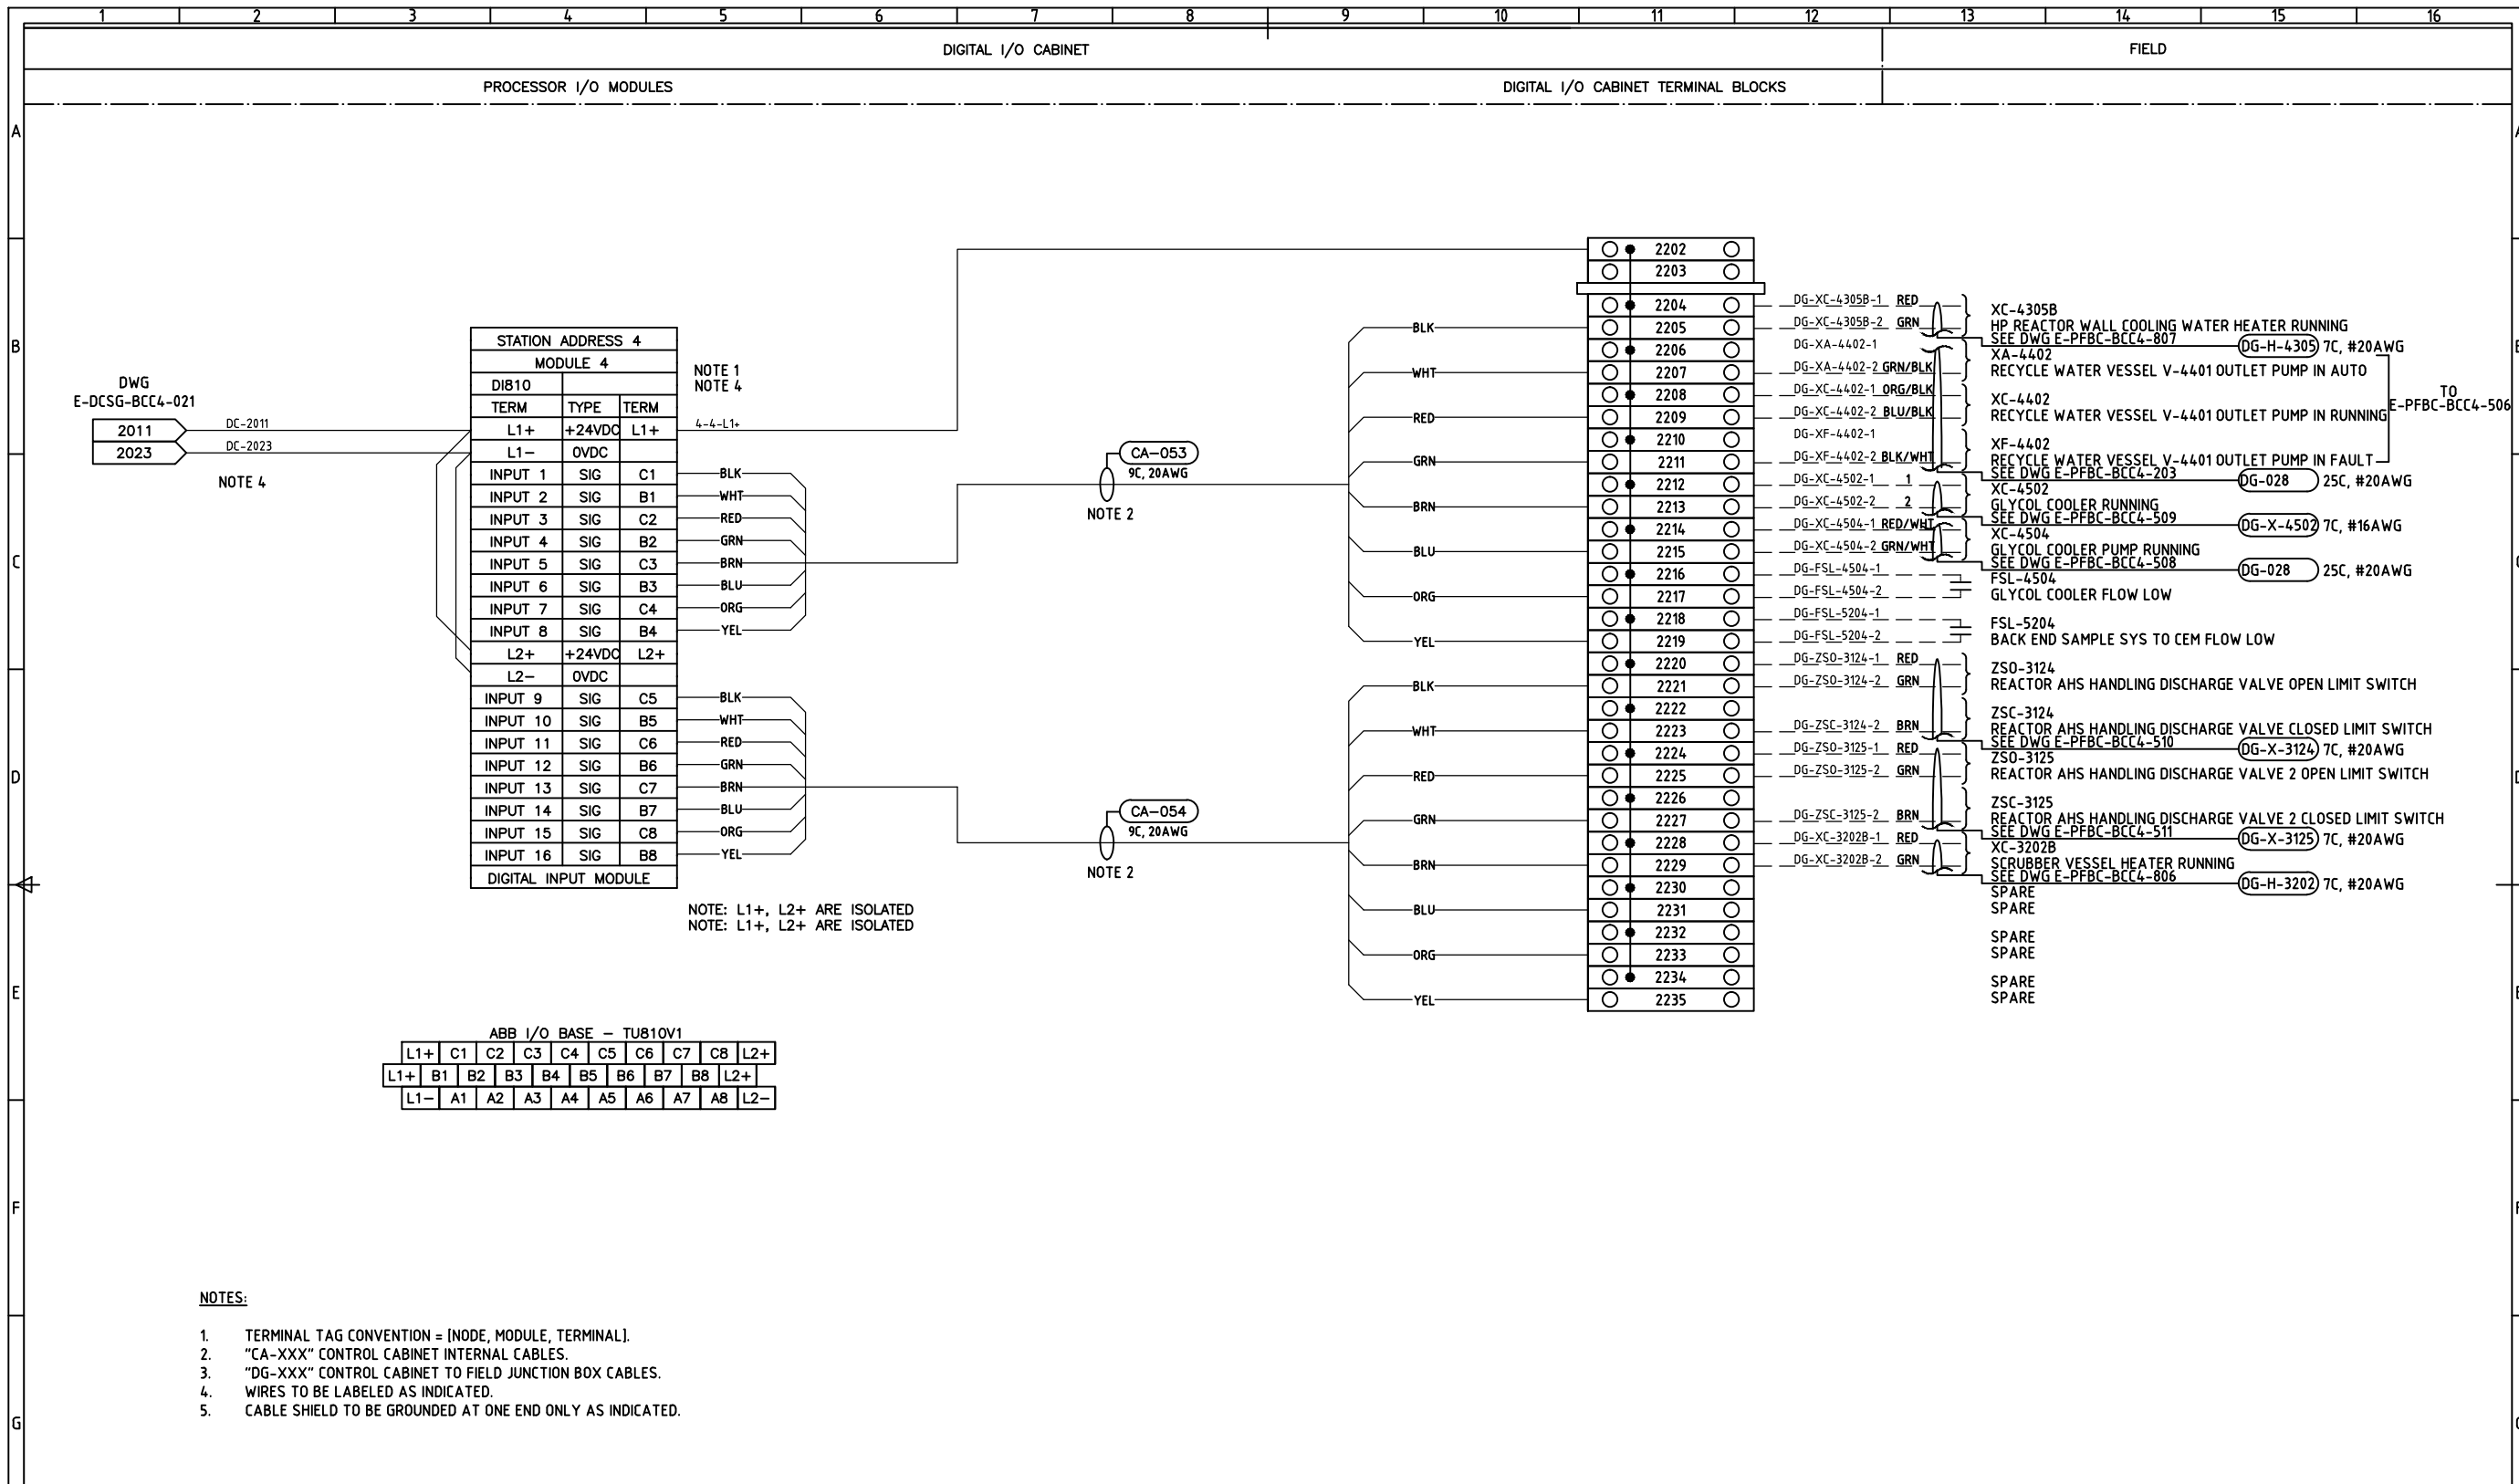 1 2 3 4 5 6 7 8 9 10 11 12 13 14 15 16
DIGITAL I/O CABINET
FIELD
PROCESSOR I/O MODULES
DIGITAL I/O CABINET TERMINAL BLOCKS
A
B
C
D
E
F
G
DWG
E-DCSG-BCC4-021
2011
DC-2011
2023
DC-2023
NOTE 4
STATION ADDRESS 4
MODULE 4
DI810
TERM TYPE TERM
L1+ +24VDC L1+
L1- 0VDC
INPUT 1 SIG C1
INPUT 2 SIG B1
INPUT 3 SIG C2
INPUT 4 SIG B2
INPUT 5 SIG C3
INPUT 6 SIG B3
INPUT 7 SIG C4
INPUT 8 SIG B4
L2+ +24VDC L2+
L2- 0VDC
INPUT 9 SIG C5
INPUT 10 SIG B5
INPUT 11 SIG C6
INPUT 12 SIG B6
INPUT 13 SIG C7
INPUT 14 SIG B7
INPUT 15 SIG C8
INPUT 16 SIG B8
DIGITAL INPUT MODULE
NOTE 1
NOTE 4
4-4-L1+
BLK
WHT
RED
GRN
BRN
BLU
ORG
YEL
BLK
WHT
RED
GRN
BRN
BLU
ORG
YEL
NOTE: L1+, L2+ ARE ISOLATED
NOTE: L1+, L2+ ARE ISOLATED
CA-053
9C, 20AWG
NOTE 2
CA-054
9C, 20AWG
NOTE 2
BLK
WHT
RED
GRN
BRN
BLU
ORG
YEL
BLK
WHT
RED
GRN
BRN
BLU
ORG
YEL
2202
2203
2204
2205
2206
2207
2208
2209
2210
2211
2212
2213
2214
2215
2216
2217
2218
2219
2220
2221
2222
2223
2224
2225
2226
2227
2228
2229
2230
2231
2232
2233
2234
2235
DG-XC-4305B-1 RED
DG-XC-4305B-2 GRN
DG-XA-4402-1
DG-XA-4402-2 GRN/BLK
DG-XC-4402-1 ORG/BLK
DG-XC-4402-2 BLU/BLK
DG-XF-4402-1
DG-XF-4402-2 BLK/WHT
DG-XC-4502-1 1
DG-XC-4502-2 2
DG-XC-4504-1 RED/WHT
DG-XC-4504-2 GRN/WHT
DG-FSL-4504-1
DG-FSL-4504-2
DG-FSL-5204-1
DG-FSL-5204-2
DG-ZSO-3124-1 RED
DG-ZSO-3124-2 GRN
DG-ZSC-3124-2 BRN
DG-ZSO-3125-1 RED
DG-ZSO-3125-2 GRN
DG-ZSC-3125-2 BRN
DG-XC-3202B-1 RED
DG-XC-3202B-2 GRN
XC-4305B
HP REACTOR WALL COOLING WATER HEATER RUNNING
SEE DWG E-PFBC-BCC4-807
DG-H-4305 7C, #20AWG
XA-4402
RECYCLE WATER VESSEL V-4401 OUTLET PUMP IN AUTO
XC-4402
RECYCLE WATER VESSEL V-4401 OUTLET PUMP IN RUNNING
TO
E-PFBC-BCC4-506
XF-4402
RECYCLE WATER VESSEL V-4401 OUTLET PUMP IN FAULT
SEE DWG E-PFBC-BCC4-203
DG-028 25C, #20AWG
XC-4502
GLYCOL COOLER RUNNING
SEE DWG E-PFBC-BCC4-509
DG-X-4502 7C, #16AWG
XC-4504
GLYCOL COOLER PUMP RUNNING
SEE DWG E-PFBC-BCC4-508
DG-028 25C, #20AWG
FSL-4504
GLYCOL COOLER FLOW LOW
FSL-5204
BACK END SAMPLE SYS TO CEM FLOW LOW
ZSO-3124
REACTOR AHS HANDLING DISCHARGE VALVE OPEN LIMIT SWITCH
ZSC-3124
REACTOR AHS HANDLING DISCHARGE VALVE CLOSED LIMIT SWITCH
SEE DWG E-PFBC-BCC4-510
DG-X-3124 7C, #20AWG
ZSO-3125
REACTOR AHS HANDLING DISCHARGE VALVE 2 OPEN LIMIT SWITCH
ZSC-3125
REACTOR AHS HANDLING DISCHARGE VALVE 2 CLOSED LIMIT SWITCH
SEE DWG E-PFBC-BCC4-511
DG-X-3125 7C, #20AWG
XC-3202B
SCRUBBER VESSEL HEATER RUNNING
SEE DWG E-PFBC-BCC4-806
DG-H-3202 7C, #20AWG
SPARE
SPARE
SPARE
SPARE
SPARE
SPARE
ABB I/O BASE - TU810V1
L1+ C1 C2 C3 C4 C5 C6 C7 C8 L2+
L1+ B1 B2 B3 B4 B5 B6 B7 B8 L2+
L1- A1 A2 A3 A4 A5 A6 A7 A8 L2-
NOTES:
1. TERMINAL TAG CONVENTION = [NODE, MODULE, TERMINAL].
2. "CA-XXX" CONTROL CABINET INTERNAL CABLES.
3. "DG-XXX" CONTROL CABINET TO FIELD JUNCTION BOX CABLES.
4. WIRES TO BE LABELED AS INDICATED.
5. CABLE SHIELD TO BE GROUNDED AT ONE END ONLY AS INDICATED.